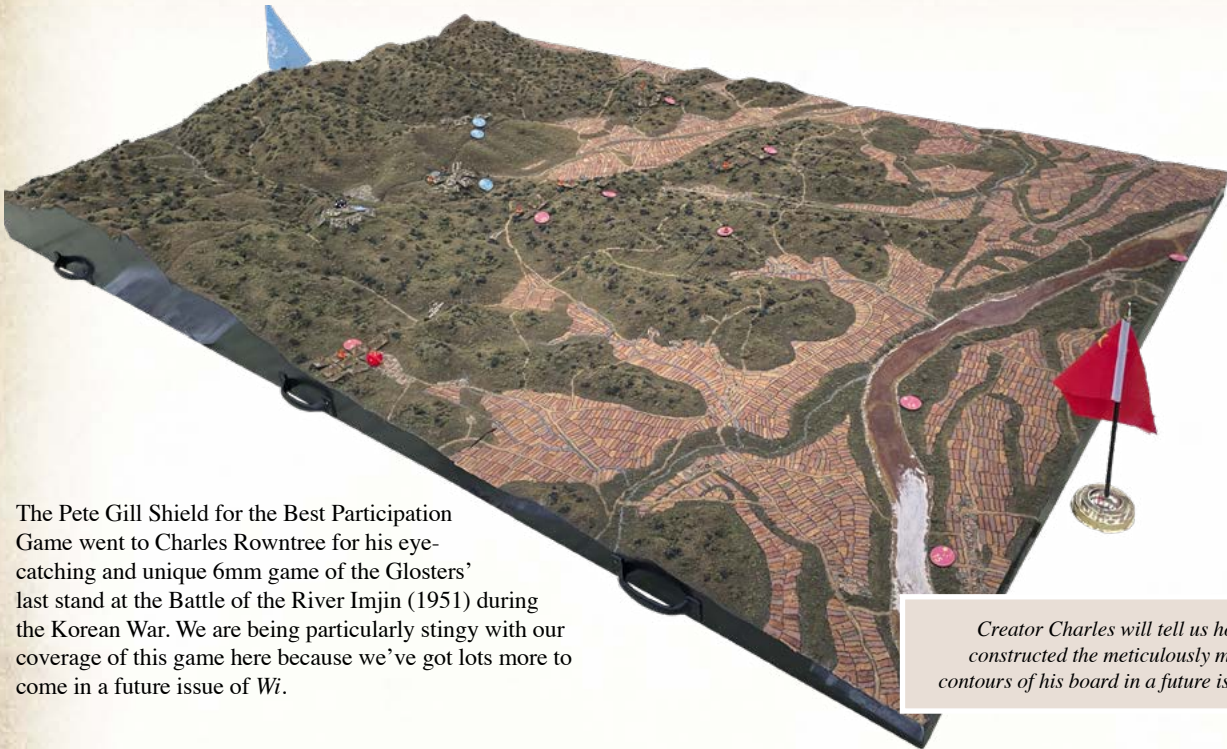 The Pete Gill Shield for the Best Participation
Game went to Charles Rowntree for his eye-
catching and unique 6mm game of the Glosters’
last stand at the Battle of the River Imjin (1951) during
the Korean War. We are being particularly stingy with our
coverage of this game here because we’ve got lots more to
come in a future issue of Wi.
Creator Charles will tell us
constructed the meticulously
contours of his board in a future